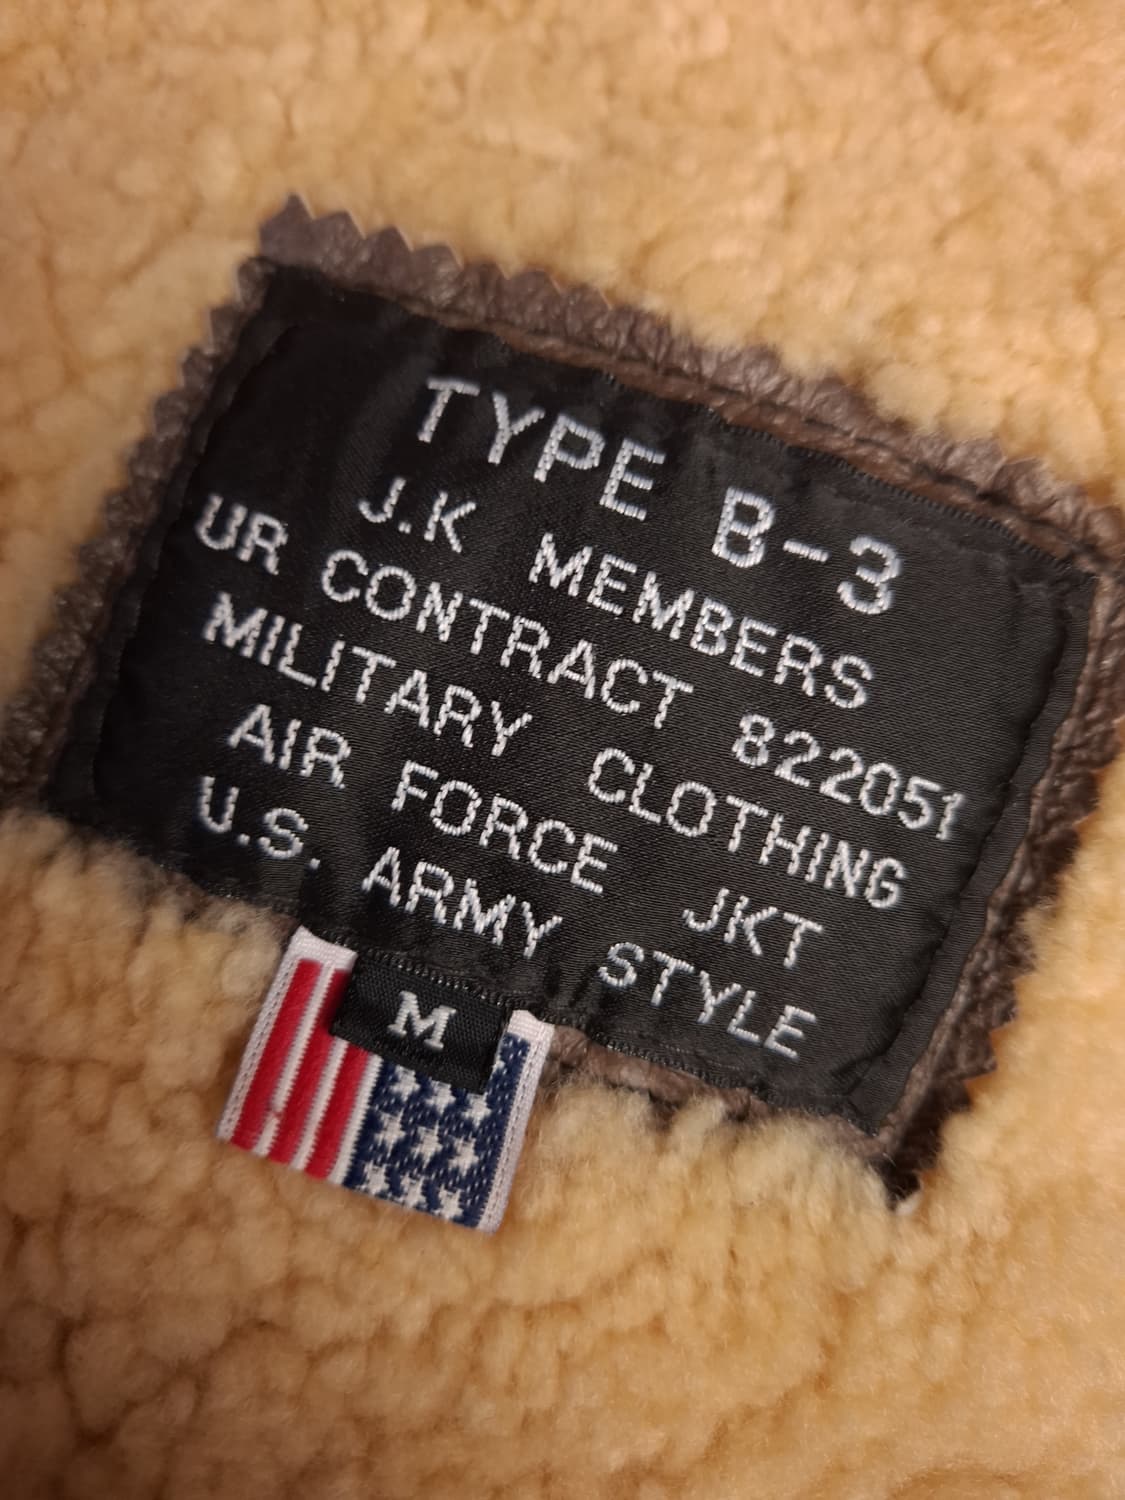 TYPE B-3
J.K MEMBERS
UR CONTRACT 822051
MILITARY CLOTHING
AIR FORCE JKT
U.S. ARMY STYLE
M